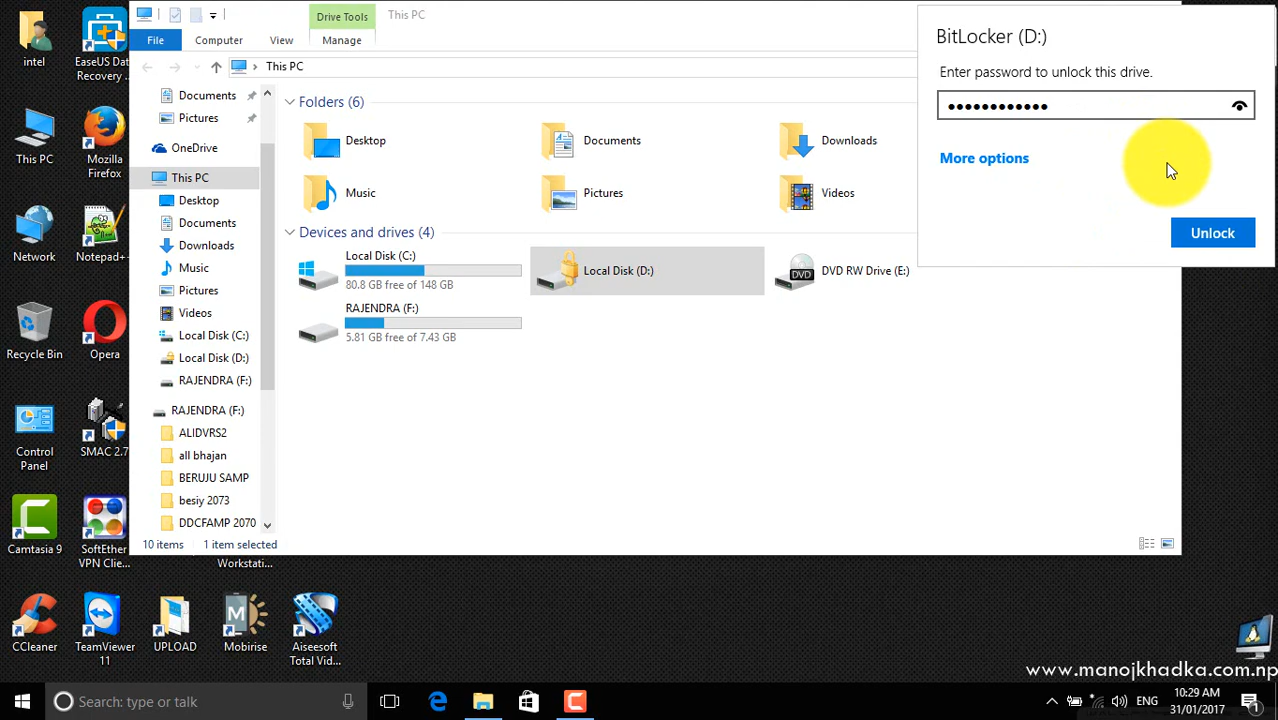 intel
EaseUS Data
Recovery ...
This PC
Mozilla
Firefox
Network
Notepad++
Recycle Bin
Opera
Control
Panel
SMAC 2.7
Camtasia 9
SoftEther
VPN Clie...
Workstati...
CCleaner
TeamViewer
11
UPLOAD
Mobirise
Aiseesoft
Total Vid...
Drive Tools
This PC
File
Computer
View
Manage
This PC
Documents
Pictures
OneDrive
This PC
Desktop
Documents
Downloads
Music
Pictures
Videos
Local Disk (C:)
Local Disk (D:)
RAJENDRA (F:)
RAJENDRA (F:)
ALIDVRS2
all bhajan
BERUJU SAMP
besiy 2073
DDCFAMP 2070
Folders (6)
Desktop
Documents
Downloads
Music
Pictures
Videos
Devices and drives (4)
Local Disk (C:)
80.8 GB free of 148 GB
Local Disk (D:)
DVD
DVD RW Drive (E:)
RAJENDRA (F:)
5.81 GB free of 7.43 GB
10 items
1 item selected
BitLocker (D:)
Enter password to unlock this drive.
••••••••••••
More options
Unlock
www.manojkhadka.com.np
Search: type or talk
ENG
10:29 AM
31/01/2017
1